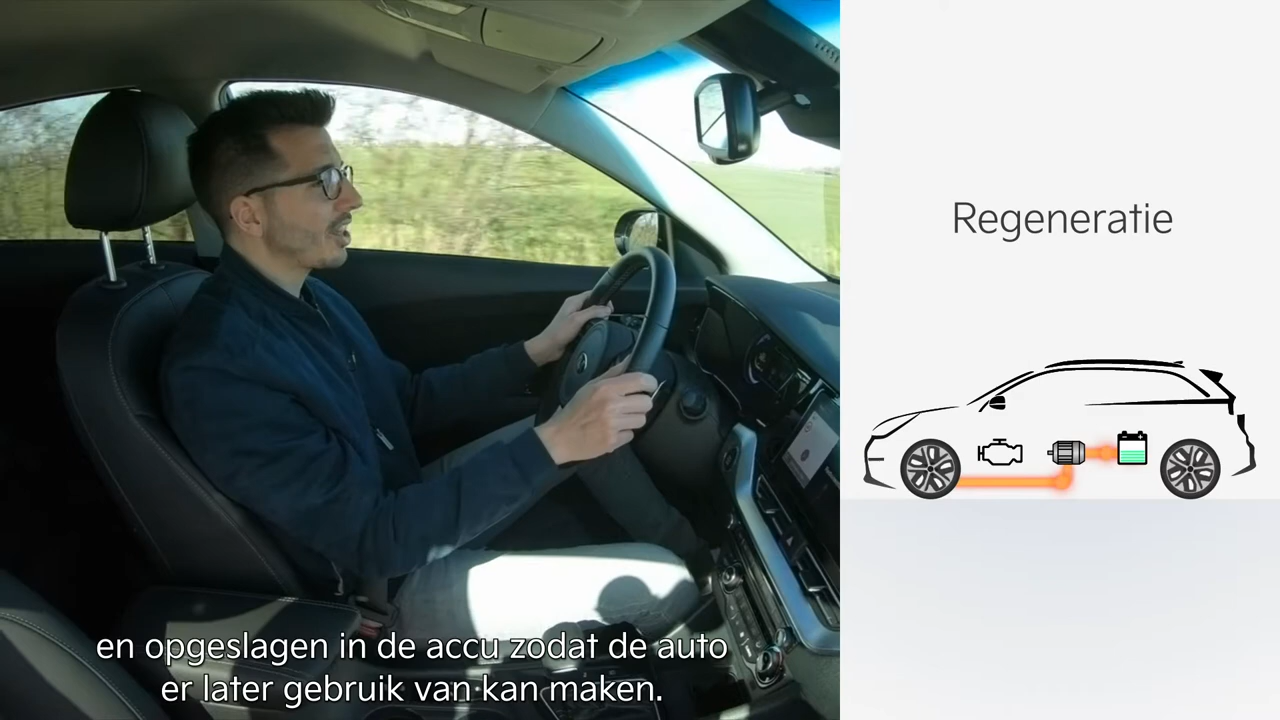 Regeneratie
en opgeslagen in de accu zodat de auto
er later gebruik van kan maken.